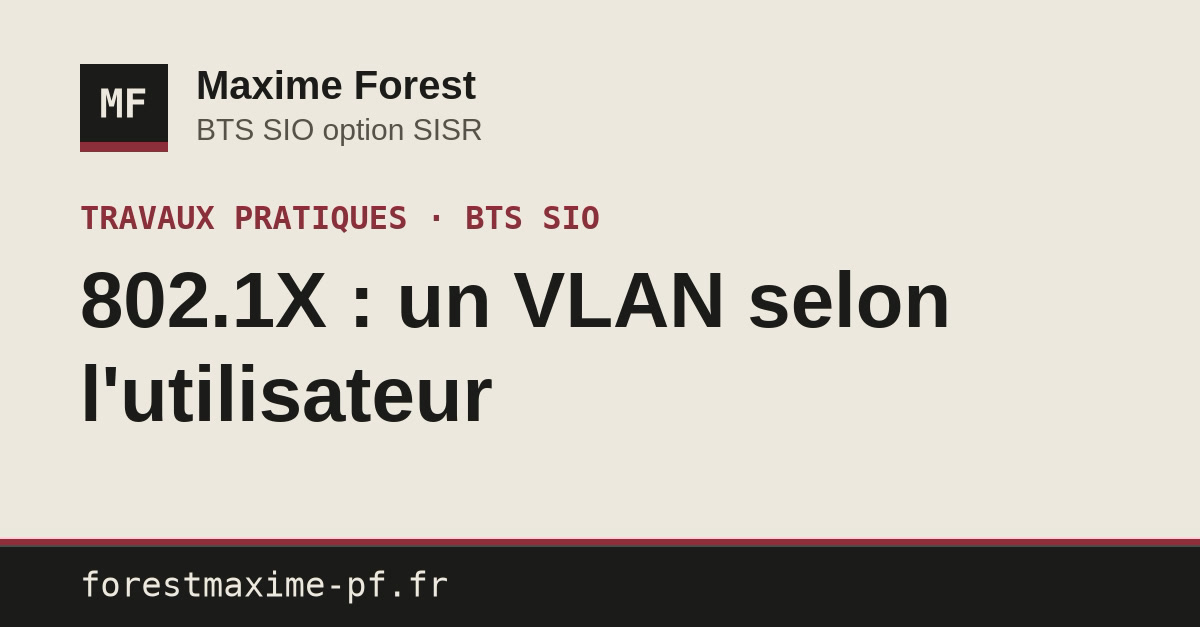 MF
Maxime Forest
BTS SIO option SISR
TRAVAUX PRATIQUES · BTS SIO
802.1X : un VLAN selon
l'utilisateur
forestmaxime-pf.fr